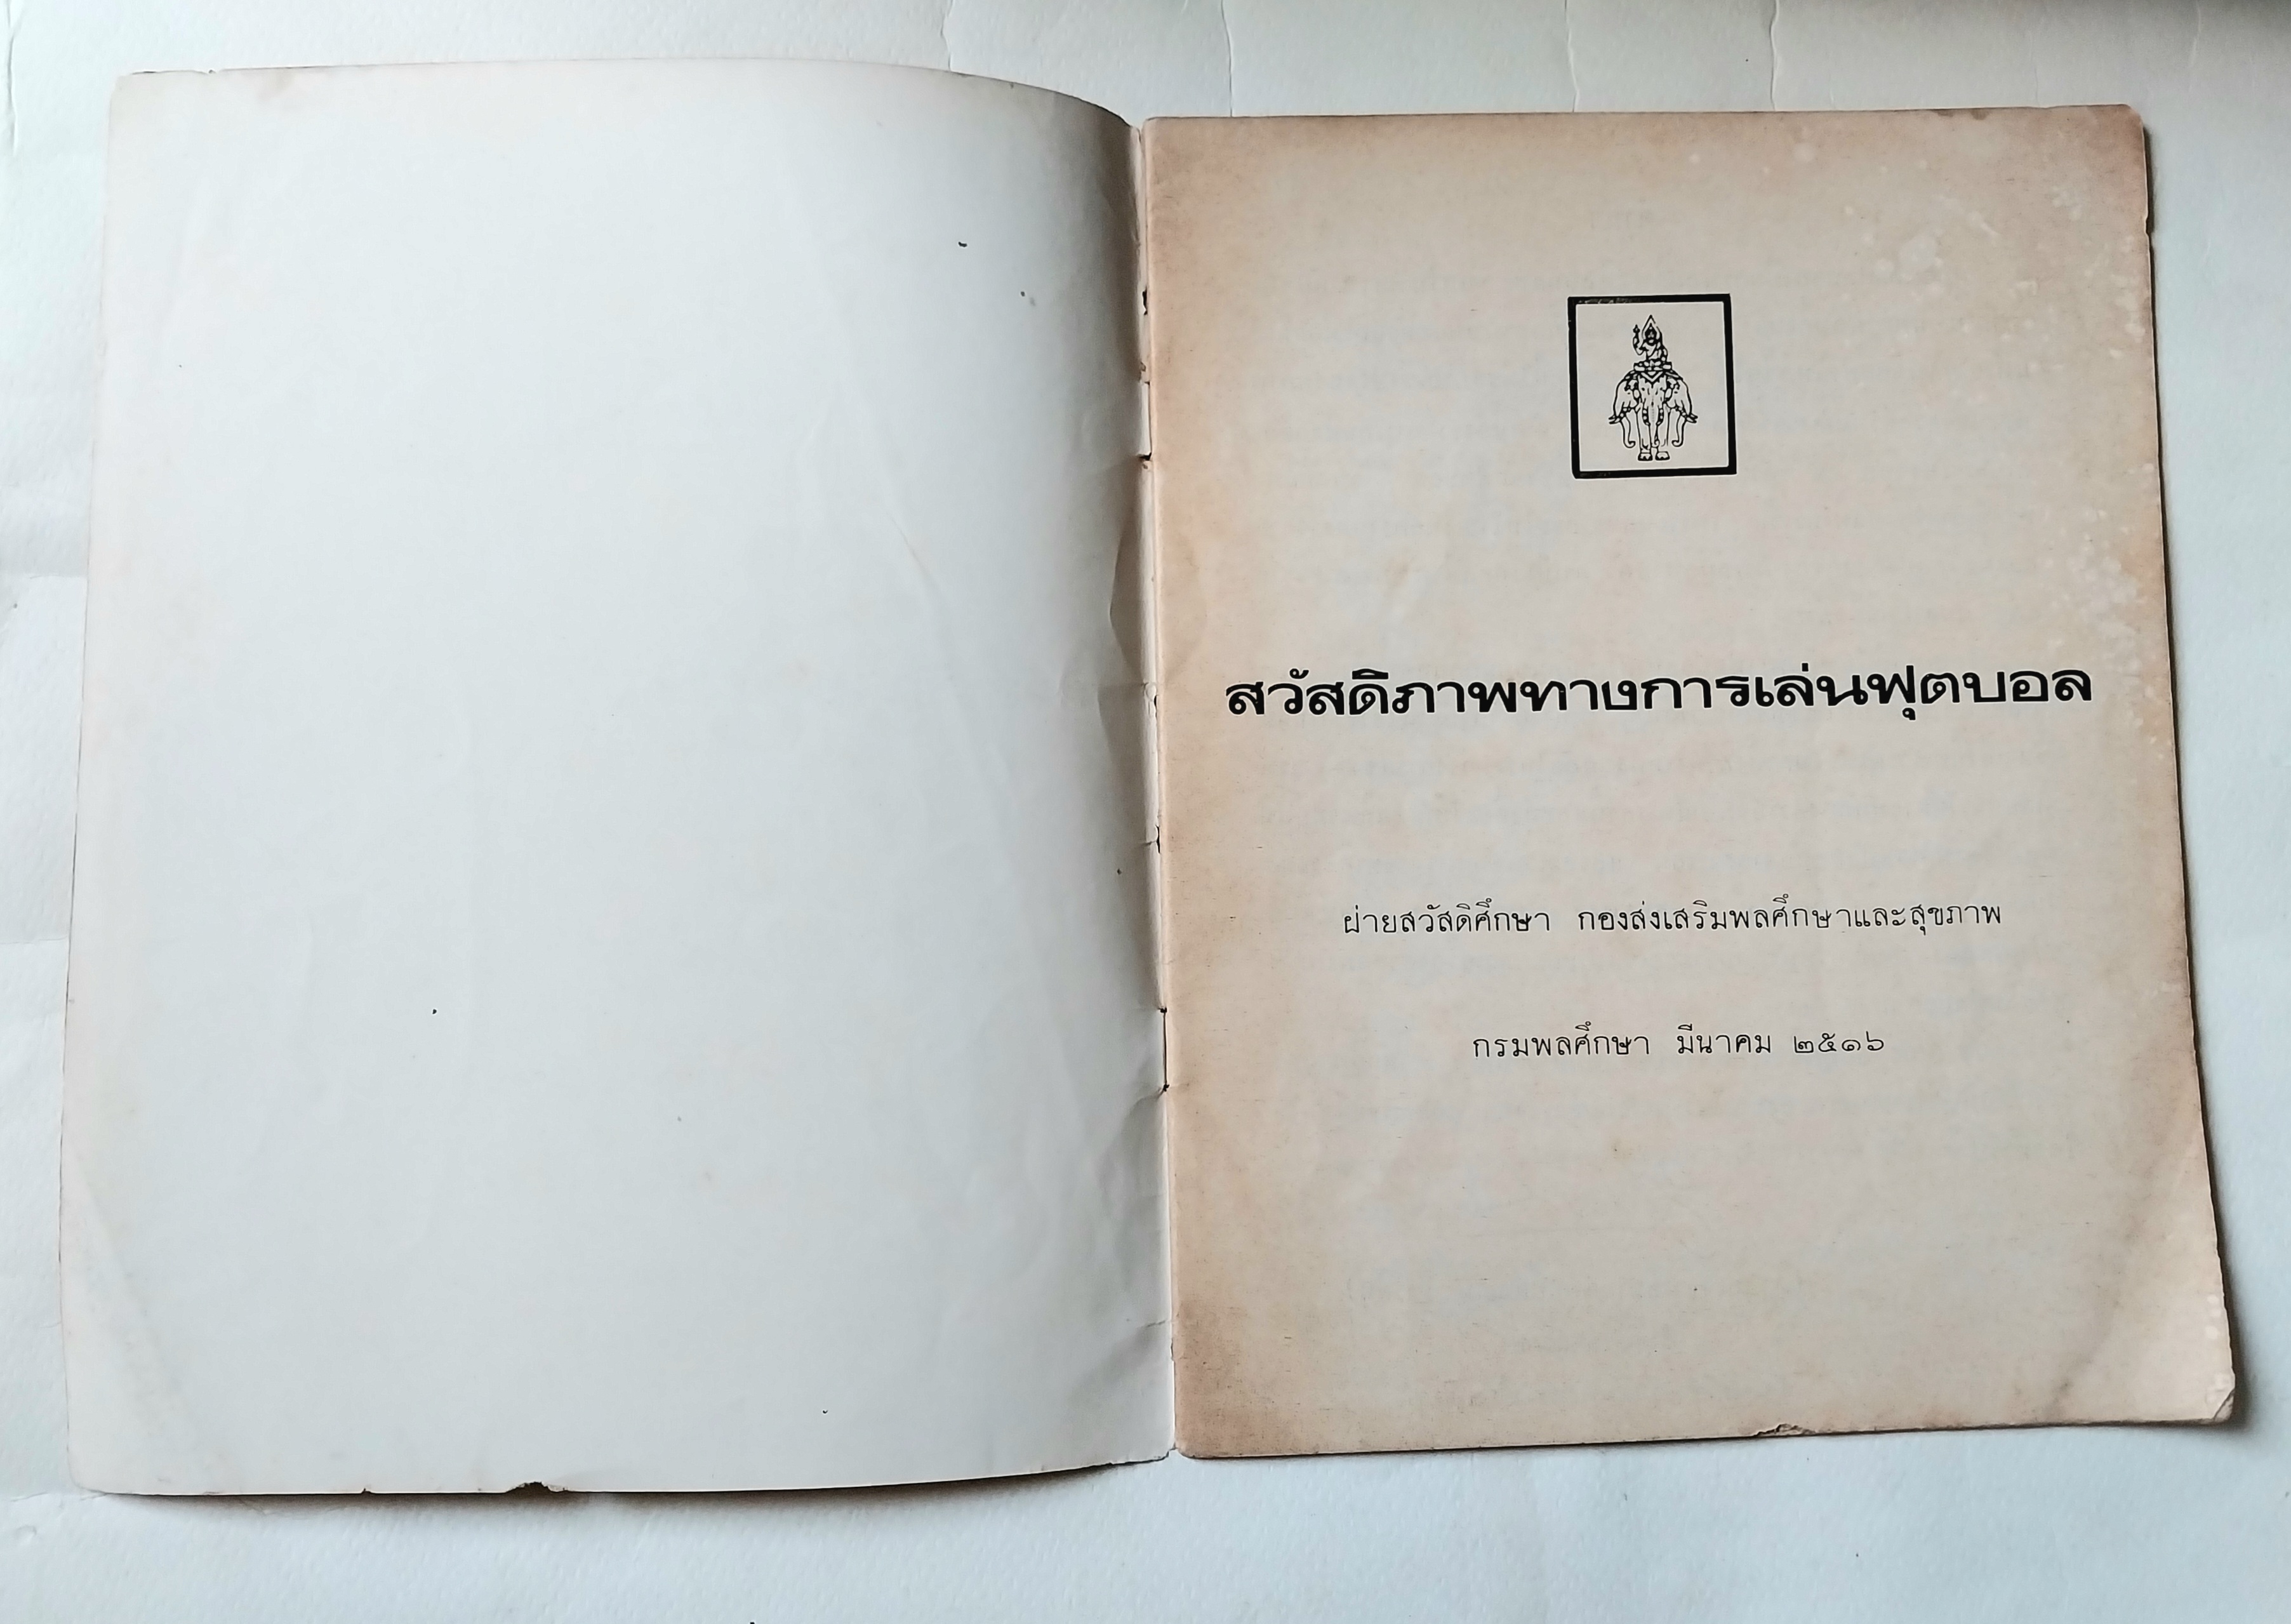 สวัสดิภาพทางการเล่นฟุตบอล
ฝ่ายสวัสดิศึกษา กองส่งเสริมพลศึกษาและสุขภาพ
กรมพลศึกษา มีนาคม ๒๕๑๖